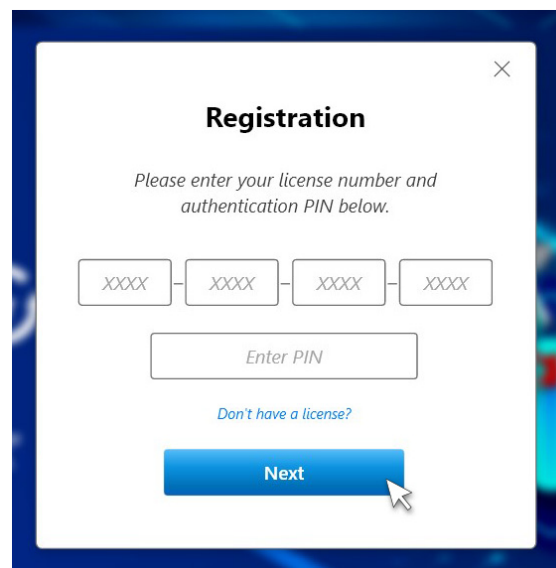 Registration
Please enter your license number and
authentication PIN below.
XXXX – XXXX – XXXX – XXXX
Enter PIN
Don't have a license?
Next